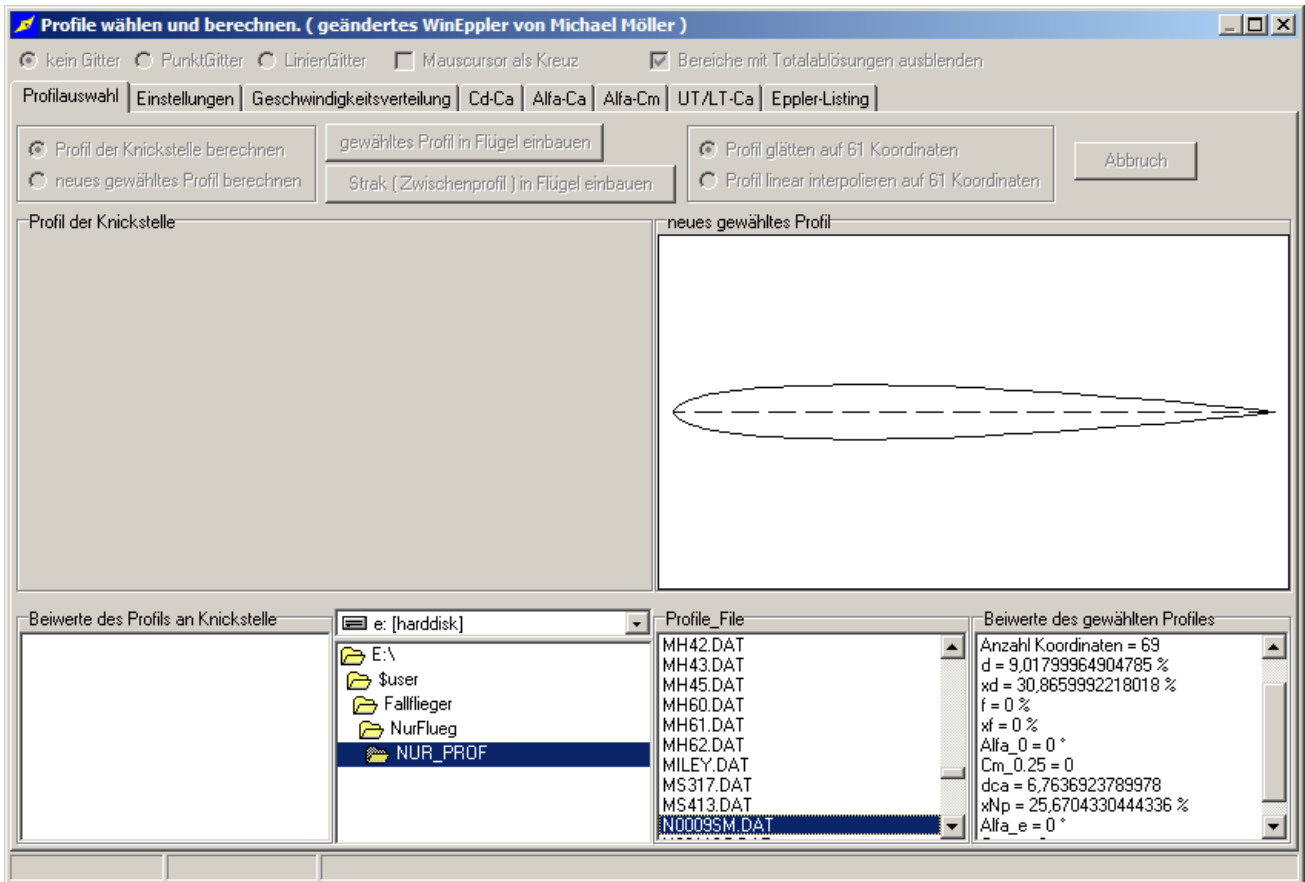 Profile wählen und berechnen. ( geändertes WinEppler von Michael Möller )
kein Gitter PunktGitter LinienGitter Mauscursor als Kreuz Bereiche mit Totalablösungen ausblenden
Profilauswahl Einstellungen Geschwindigkeitsverteilung Cd-Ca Alfa-Ca Alfa-Cm UT/LT-Ca Eppler-Listing
Profil der Knickstelle berechnen
neues gewähltes Profil berechnen
gewähltes Profil in Flügel einbauen
Strak ( Zwischenprofil ) in Flügel einbauen
Profil glätten auf 61 Koordinaten
Profil linear interpolieren auf 61 Koordinaten
Abbruch
Profil der Knickstelle
neues gewähltes Profil
Beiwerte des Profils an Knickstelle
e: [harddisk]
E:\
$user
Fallflieger
NurFlueg
NUR_PROF
Profile_File
MH42.DAT
MH43.DAT
MH45.DAT
MH60.DAT
MH61.DAT
MH62.DAT
MILEY.DAT
MS317.DAT
MS413.DAT
N0009SM.DAT
Beiwerte des gewählten Profiles
Anzahl Koordinaten = 69
d = 9,01799964904785 %
xd = 30,8659992218018 %
f = 0 %
xf = 0 %
Alfa_0 = 0 °
Cm_0.25 = 0
dca = 6,7636923789978
xNp = 25,6704330444336 %
Alfa_e = 0 °